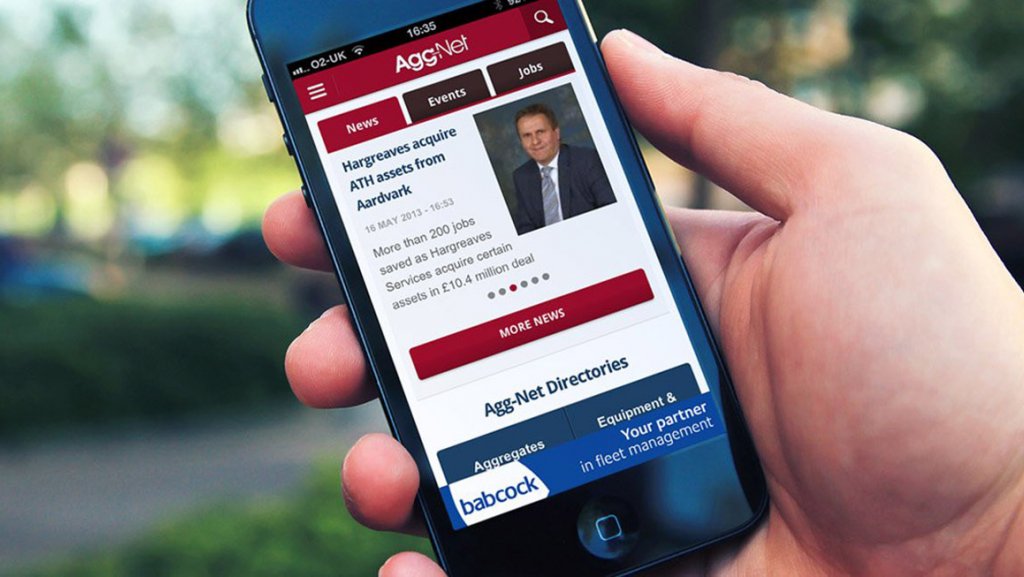 O2-UK 16:35
Agg-Net
News Events Jobs
Hargreaves acquire
ATH assets from
Aardvark
16 MAY 2013 - 16:53
More than 200 jobs
saved as Hargreaves
Services acquire certain
assets in £10.4 million deal
MORE NEWS
Agg-Net Directories
Aggregates
Equipment &
Your partner
in fleet management
babcock